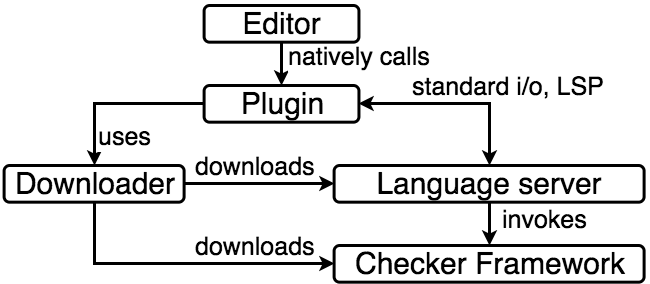 Editor
natively calls
Plugin
standard i/o, LSP
uses
Downloader
downloads
Language server
invokes
downloads
Checker Framework